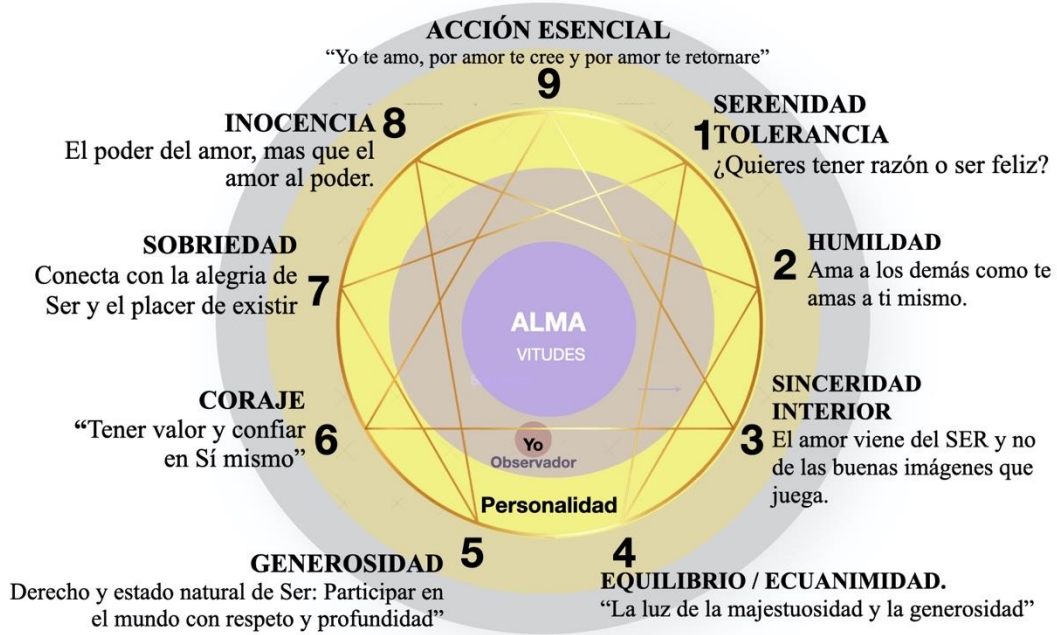 ACCIÓN ESENCIAL
“Yo te amo, por amor te cree y por amor te retornare”
9
SERENIDAD
1 TOLERANCIA
¿Quieres tener razón o ser feliz?
2 HUMILDAD
Ama a los demás como te
amas a ti mismo.
SINCERIDAD
INTERIOR
3 El amor viene del SER y no
de las buenas imágenes que
juega.
4
EQUILIBRIO / ECUANIMIDAD.
“La luz de la majestuosidad y la generosidad”
5
GENEROSIDAD
Derecho y estado natural de Ser: Participar en
el mundo con respeto y profundidad”
CORAJE
“Tener valor y confiar
en Sí mismo”
6
SOBRIEDAD
Conecta con la alegria de
Ser y el placer de existir
7
INOCENCIA 8
El poder del amor, mas que el
amor al poder.
ALMA
VITUDES
Yo
Observador
Personalidad